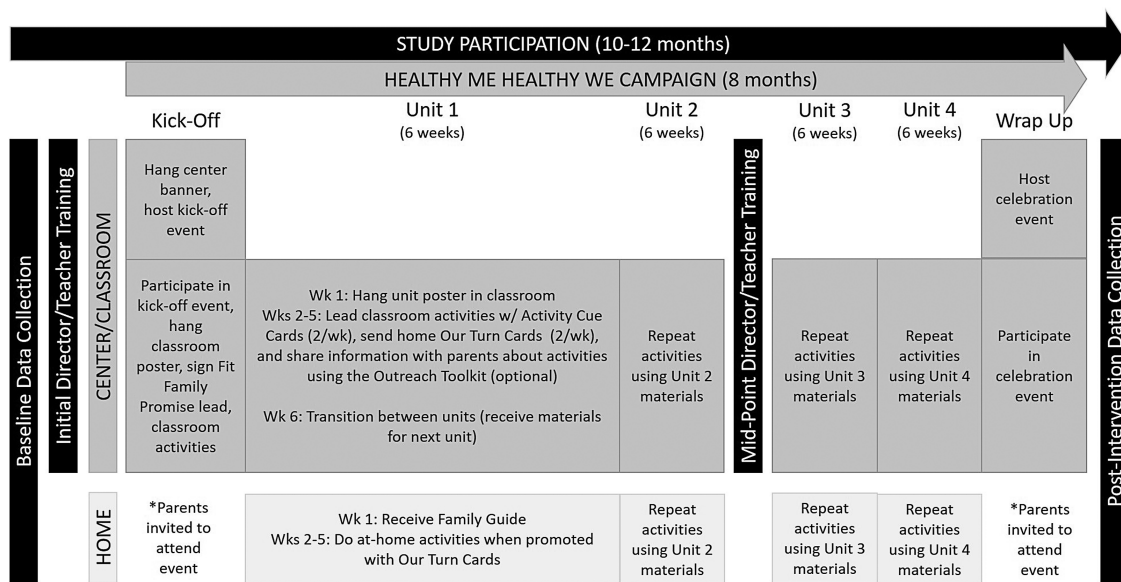 STUDY PARTICIPATION (10-12 months)
HEALTHY ME HEALTHY WE CAMPAIGN (8 months)
Kick-Off
Unit 1
(6 weeks)
Unit 2
(6 weeks)
Unit 3
(6 weeks)
Unit 4
(6 weeks)
Wrap Up
Baseline Data Collection
Initial Director/Teacher Training
CENTER/CLASSROOM
Hang center
banner,
host kick-off
event
Participate in
kick-off event,
hang
classroom
poster, sign Fit
Family
Promise lead,
classroom
activities
Wk 1: Hang unit poster in classroom
Wks 2-5: Lead classroom activities w/ Activity Cue
Cards (2/wk), send home Our Turn Cards (2/wk),
and share information with parents about activities
using the Outreach Toolkit (optional)
Wk 6: Transition between units (receive materials
for next unit)
Repeat
activities
using Unit 2
materials
Mid-Point Director/Teacher Training
Repeat
activities
using Unit 3
materials
Repeat
activities
using Unit 4
materials
Host
celebration
event
Participate
in
celebration
event
Post-Intervention Data Collection
HOME
*Parents
invited to
attend
event
Wk 1: Receive Family Guide
Wks 2-5: Do at-home activities when promoted
with Our Turn Cards
Repeat
activities
using Unit 2
materials
Repeat
activities
using Unit 3
materials
Repeat
activities
using Unit 4
materials
*Parents
invited to
attend
event